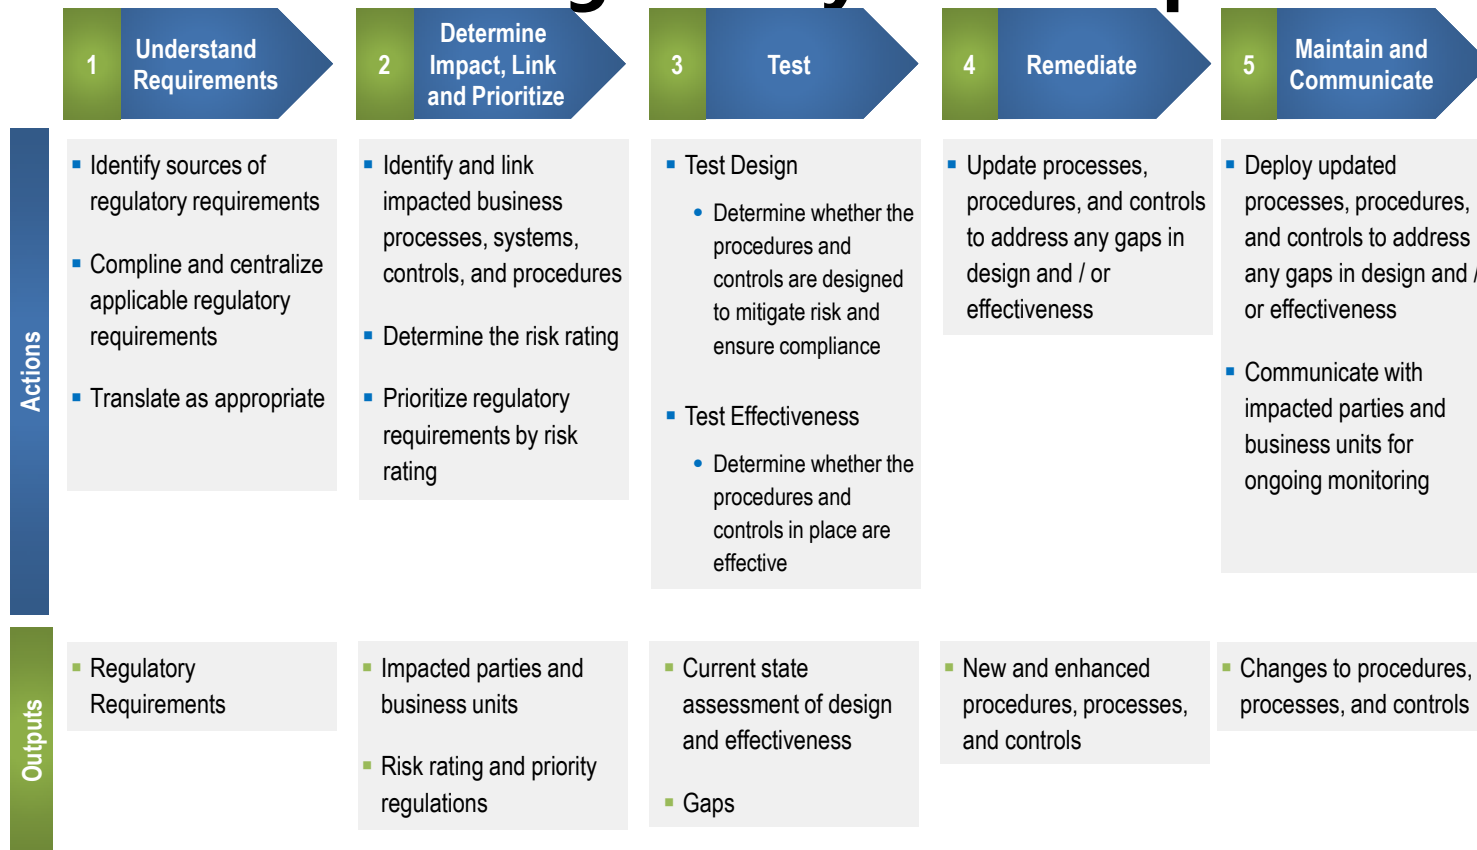 1
Understand
Requirements
2
Determine
Impact, Link
and Prioritize
3
Test
4
Remediate
5
Maintain and
Communicate
Actions
Identify sources of
regulatory requirements
Compline and centralize
applicable regulatory
requirements
Translate as appropriate
Identify and link
impacted business
processes, systems,
controls, and procedures
Determine the risk rating
Prioritize regulatory
requirements by risk
rating
Test Design
Determine whether the
procedures and
controls are designed
to mitigate risk and
ensure compliance
Test Effectiveness
Determine whether the
procedures and
controls in place are
effective
Update processes,
procedures, and controls
to address any gaps in
design and / or
effectiveness
Deploy updated
processes, procedures,
and controls to address
any gaps in design and /
or effectiveness
Communicate with
impacted parties and
business units for
ongoing monitoring
Outputs
Regulatory
Requirements
Impacted parties and
business units
Risk rating and priority
regulations
Current state
assessment of design
and effectiveness
Gaps
New and enhanced
procedures, processes,
and controls
Changes to procedures,
processes, and controls